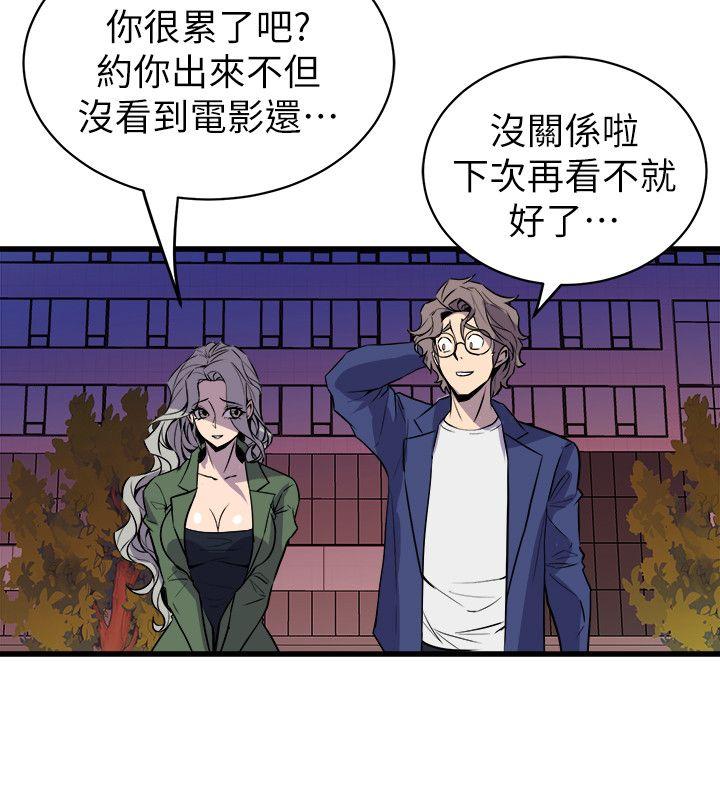 你很累了吧?
約你出來不但
沒看到電影還…
沒關係啦
下次再看不就
好了…